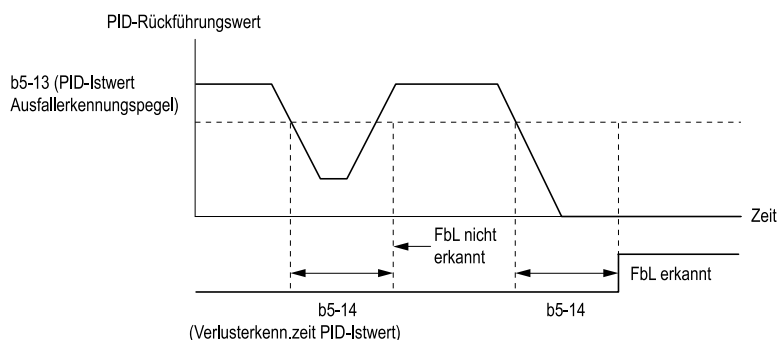 PID-Rückführungswert
b5-13 (PID-Istwert
Ausfallerkennungspegel)
Zeit
FbL nicht
erkannt
FbL erkannt
b5-14
(Verlusterkenn.zeit PID-Istwert)
b5-14